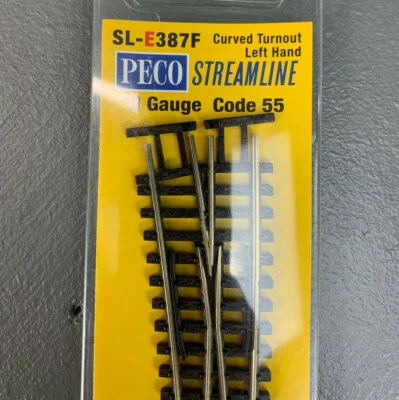 SL-E387F Curved Turnout
Left Hand
PECO STREAMLINE
Gauge Code 55